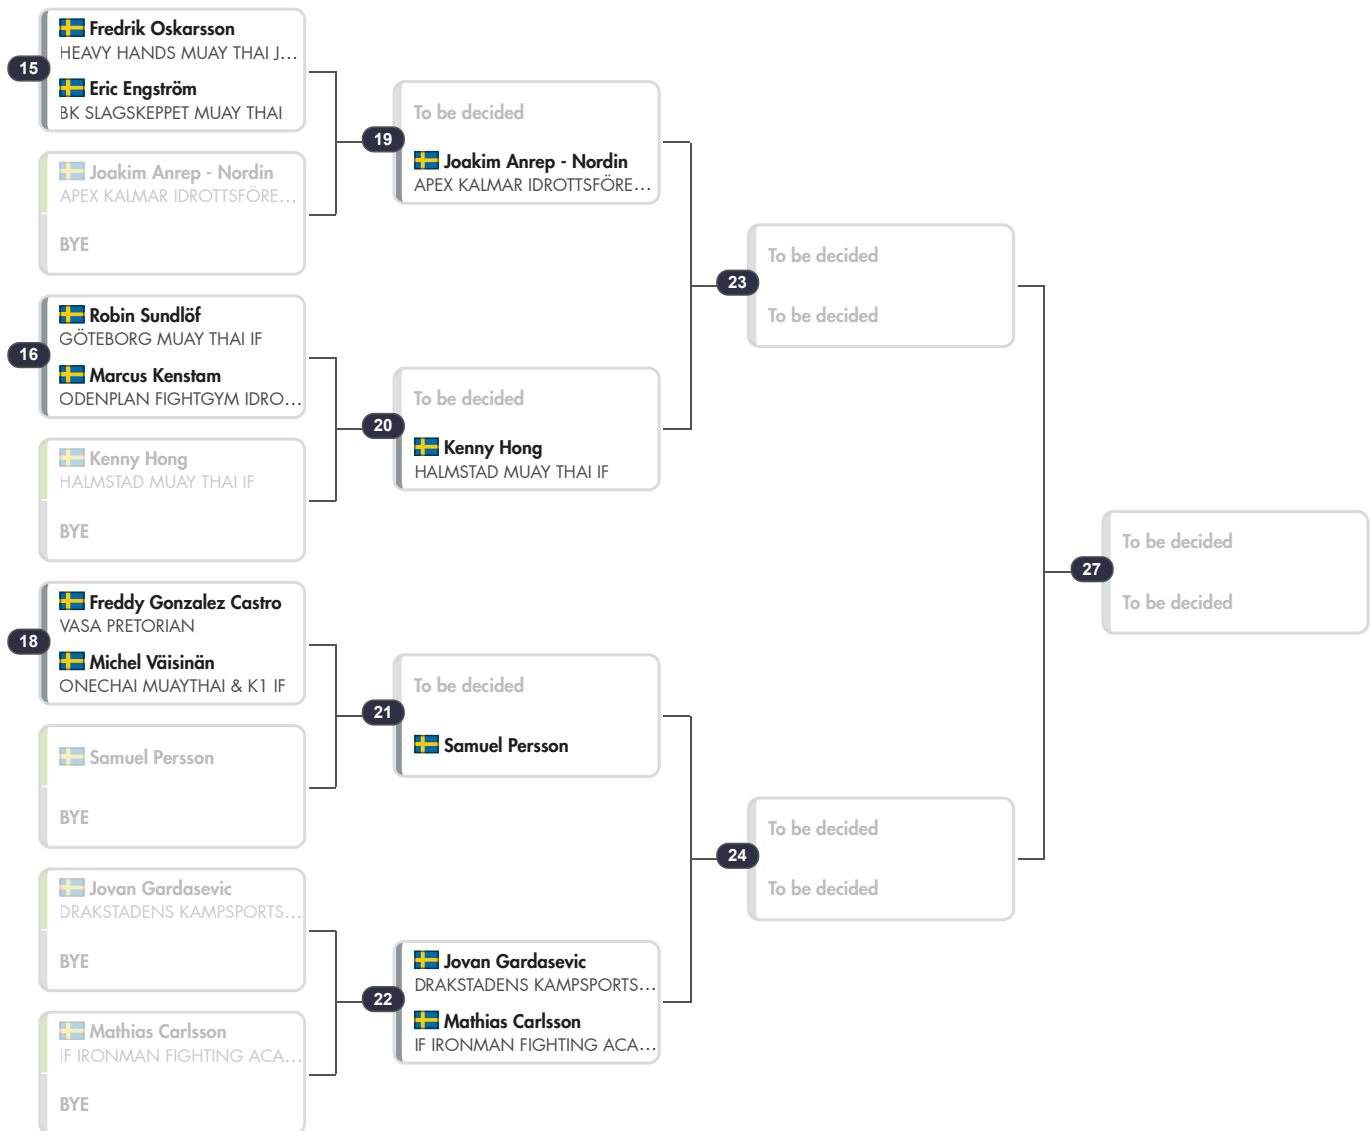 Fredrik Oskarsson
HEAVY HANDS MUAY THAI J...
15
Eric Engström
BK SLAGSKEPPET MUAY THAI
Joakim Anrep - Nordin
APEX KALMAR IDROTTSFÖRE...
BYE
Robin Sundlöf
GÖTEBORG MUAY THAI IF
16
Marcus Kenstam
ODENPLAN FIGHTGYM IDRO...
Kenny Hong
HALMSTAD MUAY THAI IF
BYE
Freddy Gonzalez Castro
VASA PRETORIAN
18
Michel Väisinän
ONECHAI MUAYTHAI & K1 IF
Samuel Persson
BYE
Jovan Gardasevic
DRAKSTADENS KAMPSPORTS...
BYE
Mathias Carlsson
IF IRONMAN FIGHTING ACA...
BYE
To be decided
19
Joakim Anrep - Nordin
APEX KALMAR IDROTTSFÖRE...
To be decided
20
Kenny Hong
HALMSTAD MUAY THAI IF
To be decided
21
Samuel Persson
Jovan Gardasevic
DRAKSTADENS KAMPSPORTS...
22
Mathias Carlsson
IF IRONMAN FIGHTING ACA...
To be decided
23
To be decided
To be decided
24
To be decided
To be decided
27
To be decided